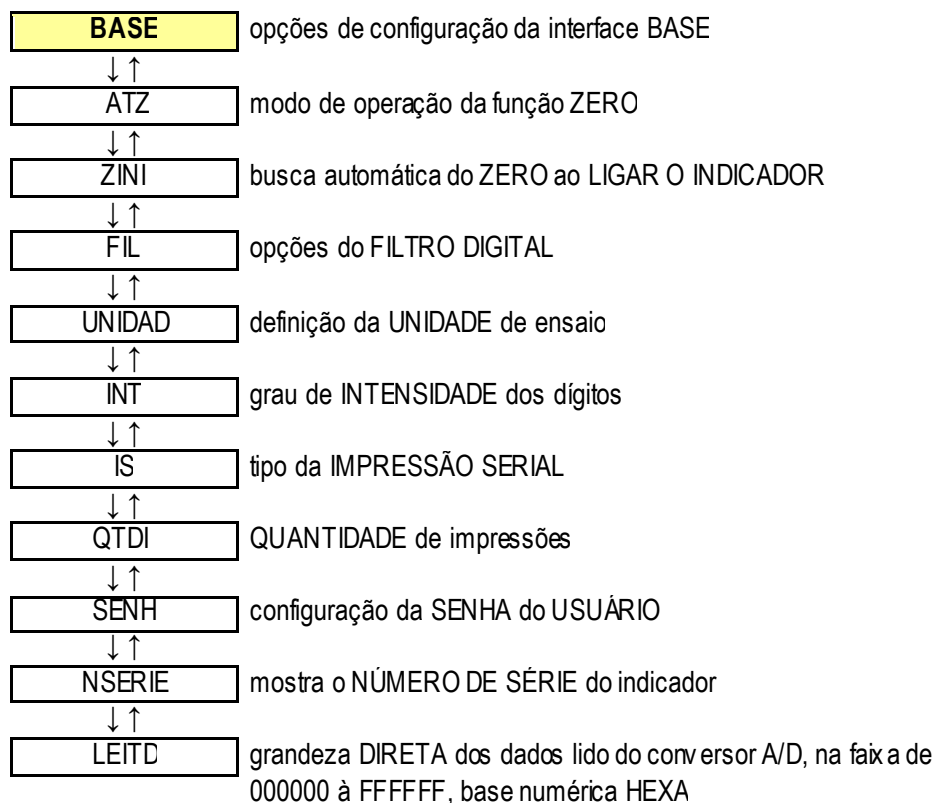 BASE opções de configuração da interface BASE
↓↑
ATZ modo de operação da função ZERO
↓↑
ZINI busca automática do ZERO ao LIGAR O INDICADOR
↓↑
FIL opções do FILTRO DIGITAL
↓↑
UNIDAD definição da UNIDADE de ensaio
↓↑
INT grau de INTENSIDADE dos dígitos
↓↑
IS tipo da IMPRESSÃO SERIAL
↓↑
QTDI QUANTIDADE de impressões
↓↑
SENH configuração da SENHA do USUÁRIO
↓↑
NSERIE mostra o NÚMERO DE SÉRIE do indicador
↓↑
LEITD grandeza DIRETA dos dados lido do conversor A/D, na faixa de
000000 à FFFFFF, base numérica HEXA